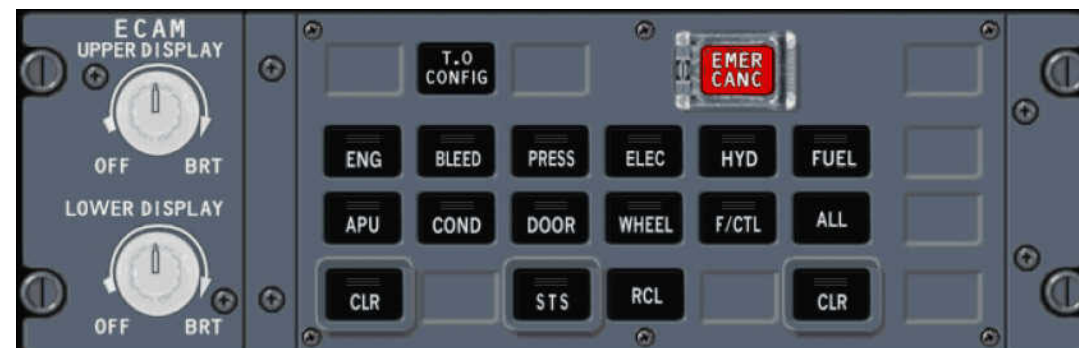 ECAM
UPPER DISPLAY
OFF BRT
LOWER DISPLAY
OFF BRT
T.O
CONFIG
EMER
CANC
ENG BLEED PRESS ELEC HYD FUEL
APU COND DOOR WHEEL F/CTL ALL
CLR STS RCL CLR